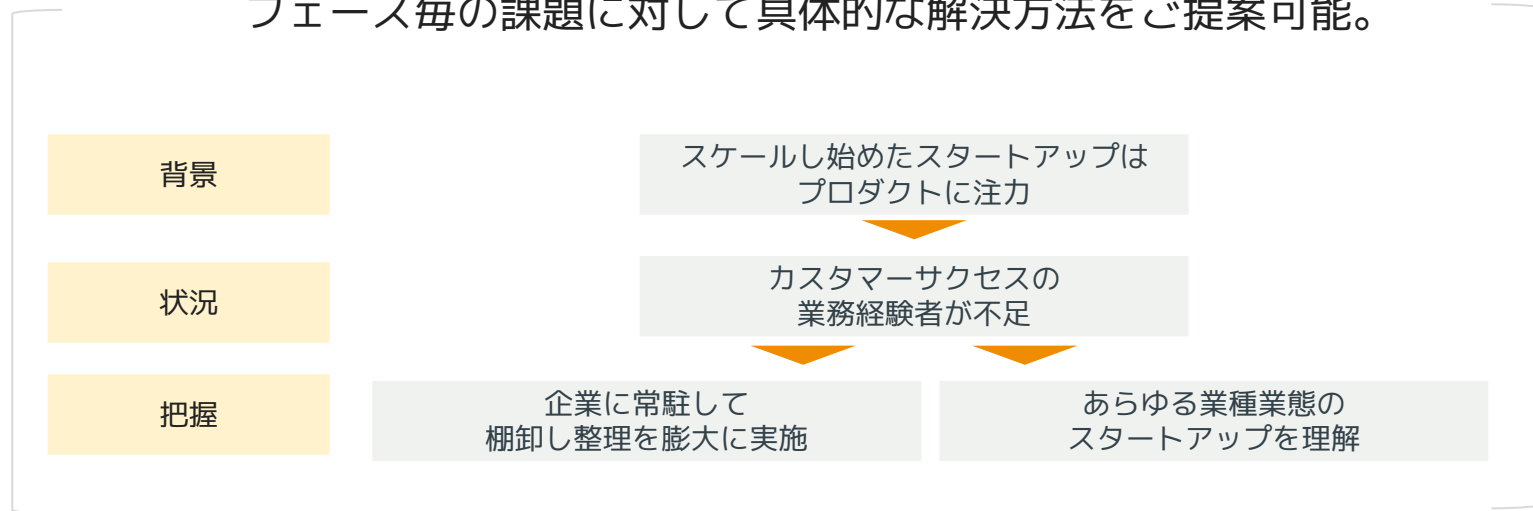 フェーズ毎の課題に対して具体的な解決方法をご提案可能。
背景
スケールし始めたスタートアップは
プロダクトに注力
状況
カスタマーサクセスの
業務経験者が不足
把握
企業に常駐して
棚卸し整理を膨大に実施
あらゆる業種業態の
スタートアップを理解